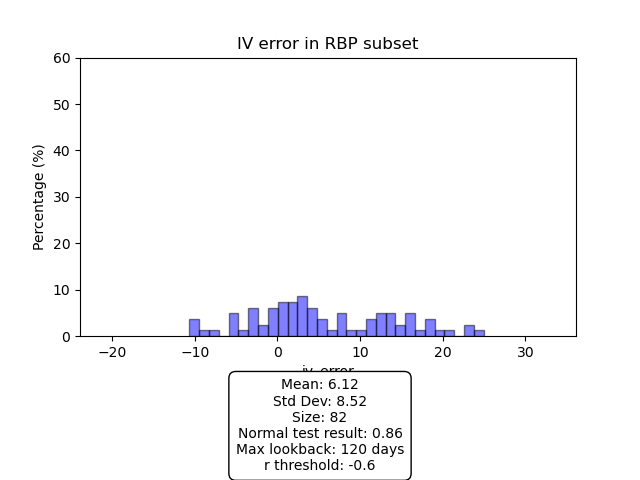 IV error in RBP subset
60
50
40
30
20
10
0
Percentage (%)
−20 −10 0 10 20 30
Mean: 6.12
Std Dev: 8.52
Size: 82
Normal test result: 0.86
Max lookback: 120 days
r threshold: -0.6